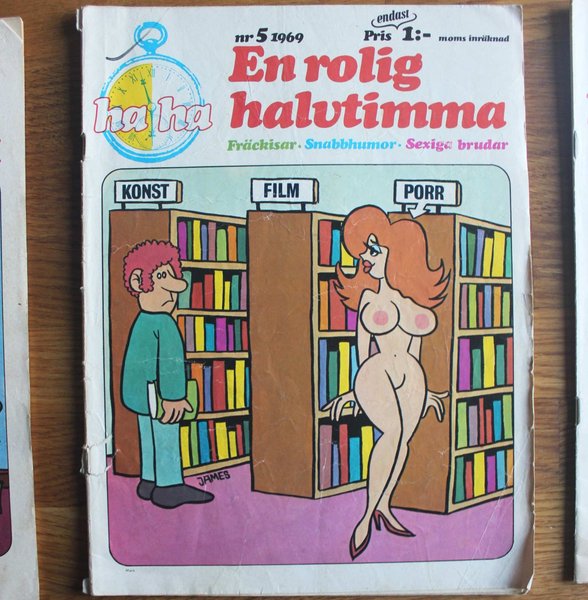 nr 5 1969
endast
Pris 1:- moms inräknad
En rolig
halvtimma
ha ha
Fräckisar · Snabbhumor · Sexiga brudar
KONST
FILM
PORR
JAMES